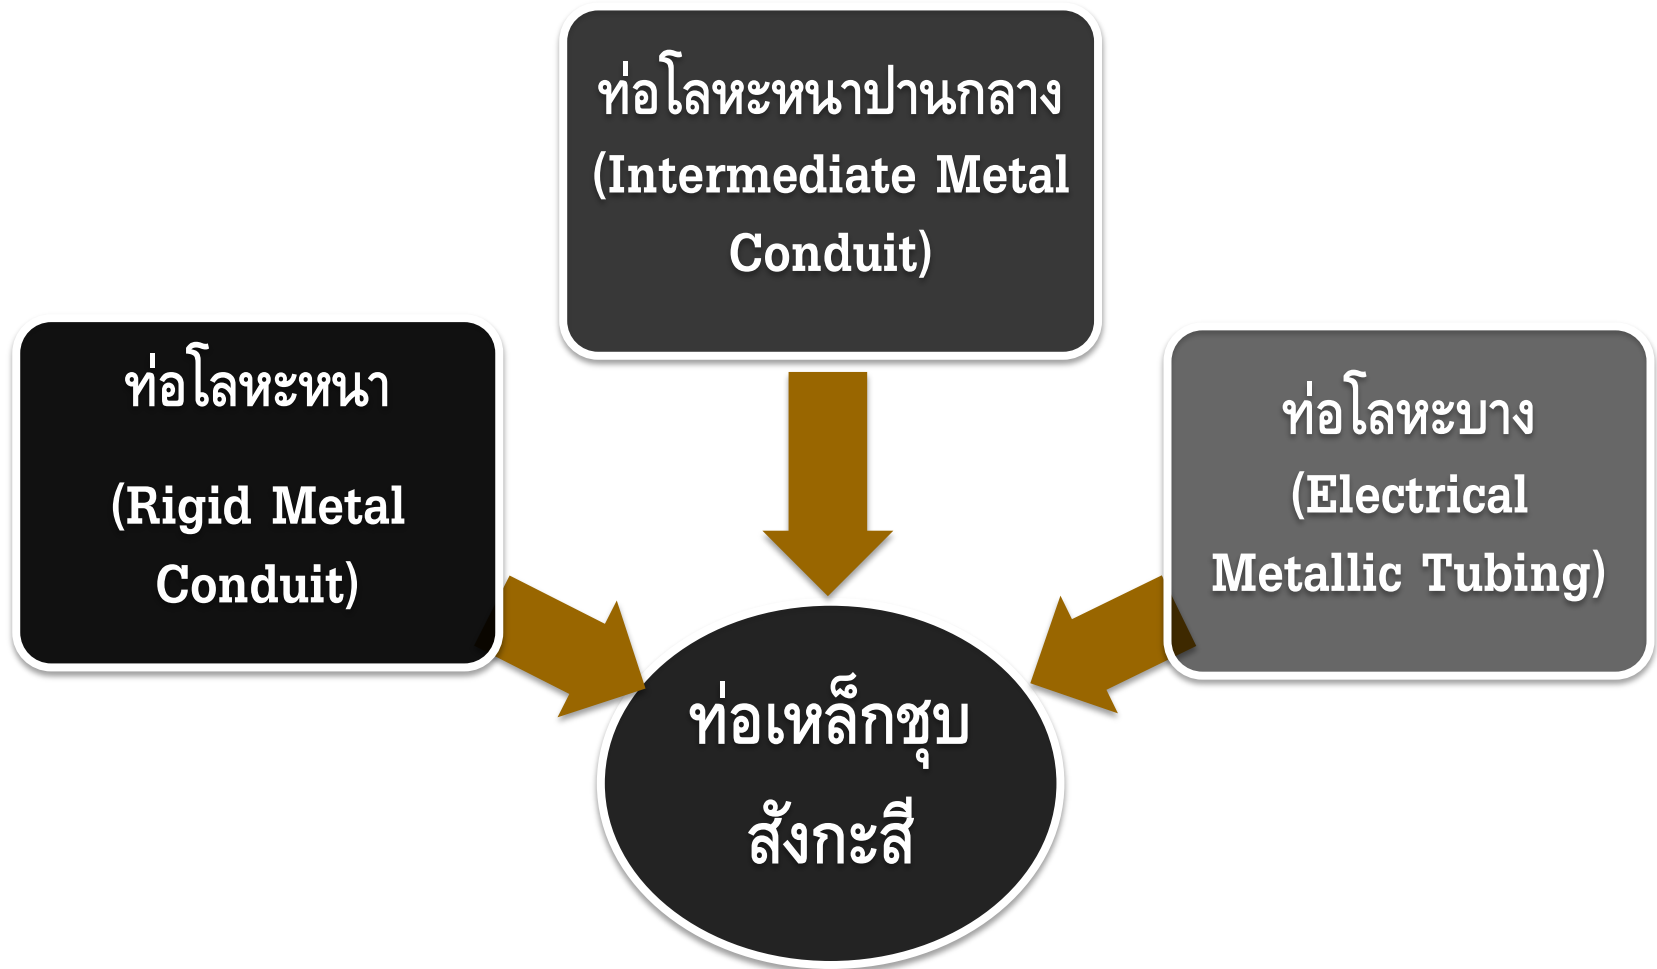 ท่อโลหะหนาปานกลาง
(Intermediate Metal
Conduit)
ท่อโลหะหนา
(Rigid Metal
Conduit)
ท่อโลหะบาง
(Electrical
Metallic Tubing)
ท่อเหล็กชุบ
สังกะสี